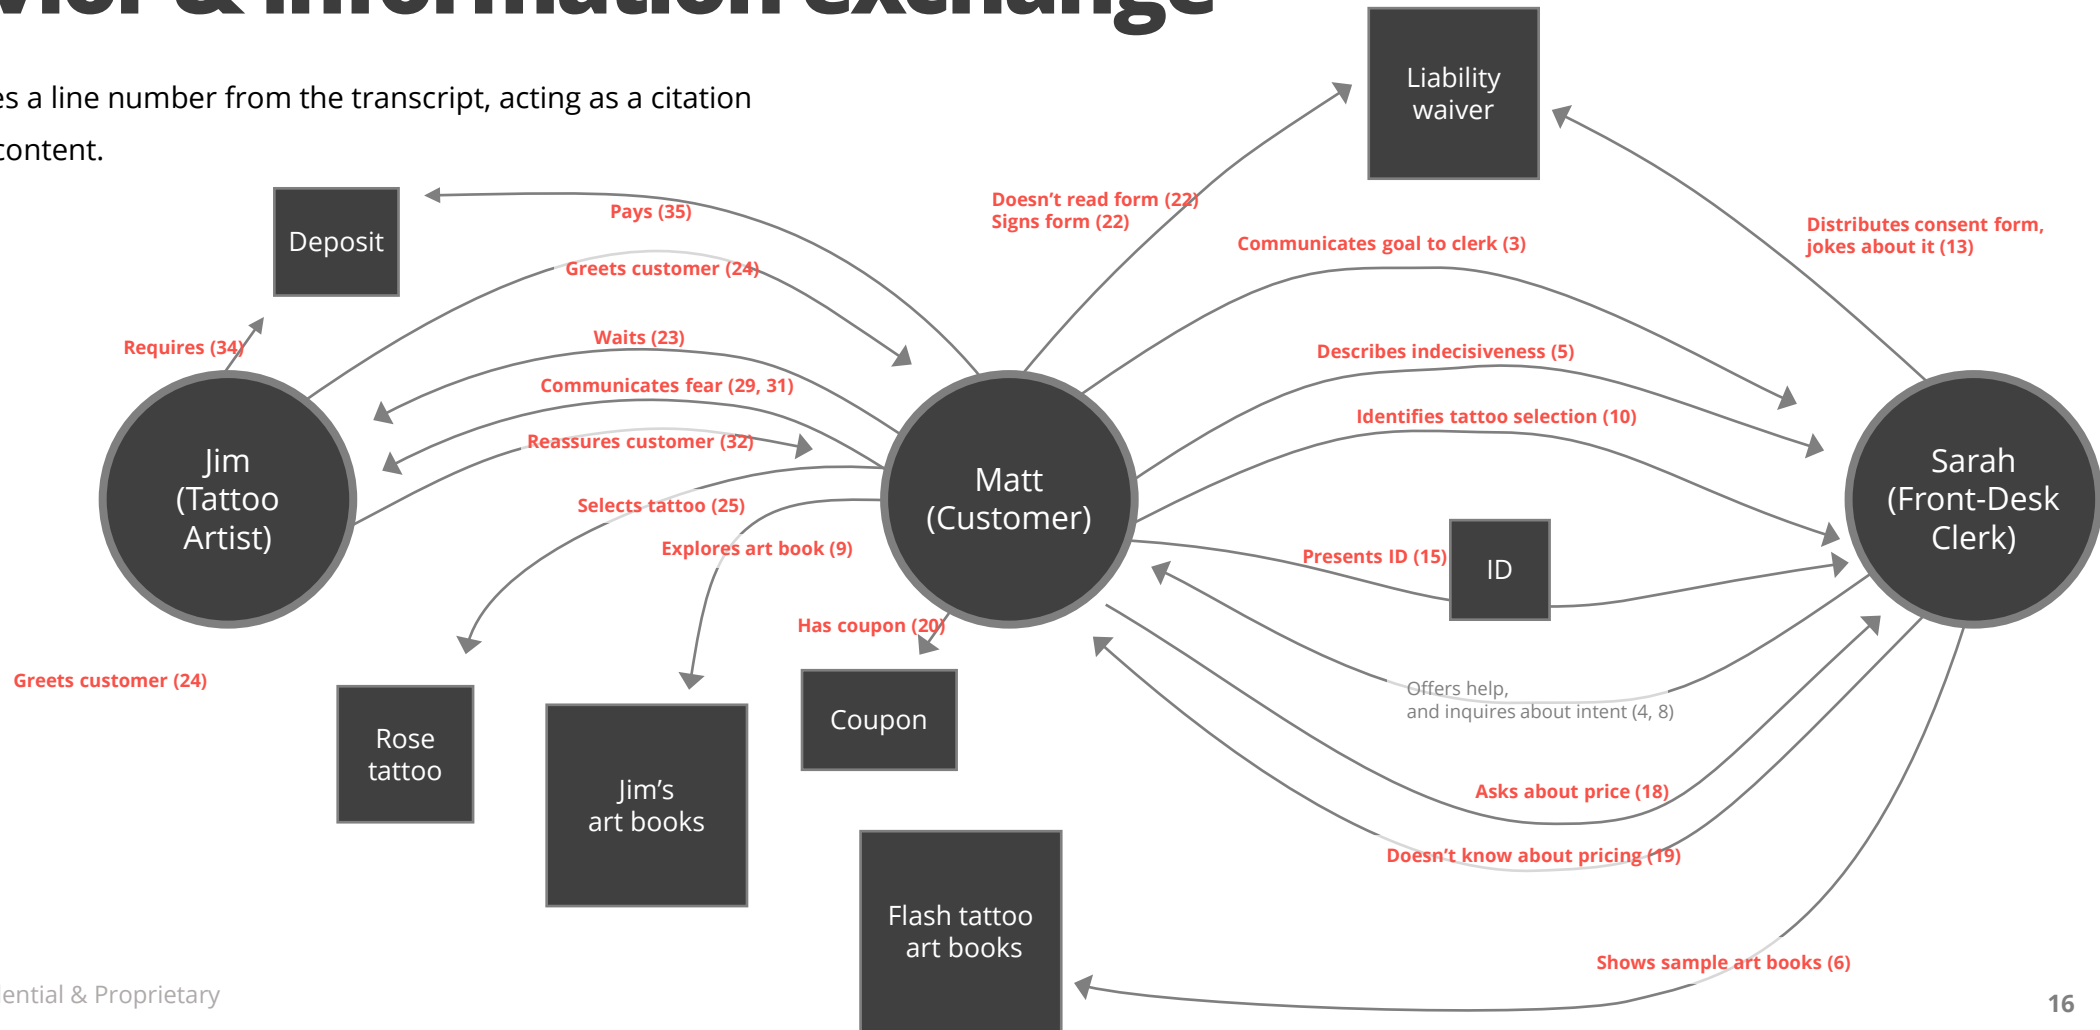 & information exchange
es a line number from the transcript, acting as a citation
content.
Liability
waiver
Deposit
Pays (35)
Doesn’t read form (22)
Signs form (22)
Distributes consent form,
jokes about it (13)
Communicates goal to clerk (3)
Greets customer (24)
Requires (34)
Waits (23)
Describes indecisiveness (5)
Communicates fear (29, 31)
Identifies tattoo selection (10)
Reassures customer (32)
Jim
(Tattoo
Artist)
Matt
(Customer)
Sarah
(Front-Desk
Clerk)
Selects tattoo (25)
Explores art book (9)
Presents ID (15)
ID
Has coupon (20)
Greets customer (24)
Offers help,
and inquires about intent (4, 8)
Rose
tattoo
Jim’s
art books
Coupon
Asks about price (18)
Doesn’t know about pricing (19)
Flash tattoo
art books
Shows sample art books (6)
dential & Proprietary
16